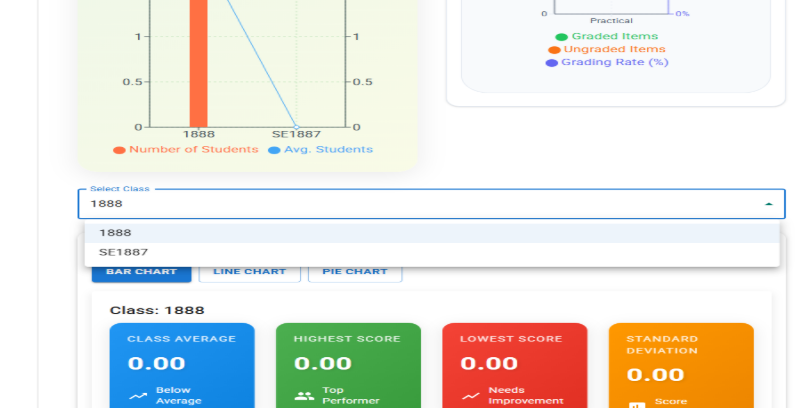 1
0.5
0
1
0.5
0
1888
SE1887
Number of Students
Avg. Students
0
0%
Practical
Graded Items
Ungraded Items
Grading Rate (%)
Select Class
1888
1888
SE1887
BAR CHART
LINE CHART
PIE CHART
Class: 1888
CLASS AVERAGE
0.00
Below
Average
HIGHEST SCORE
0.00
Top
Performer
LOWEST SCORE
0.00
Needs
Improvement
STANDARD
DEVIATION
0.00
Score